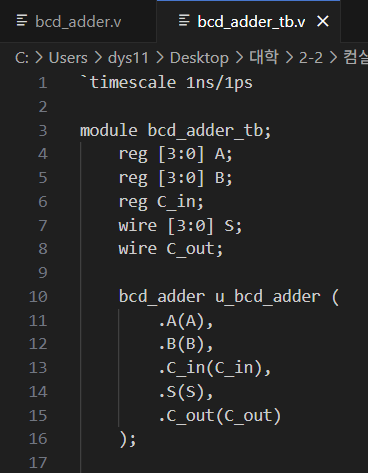 bcd_adder.v bcd_adder_tb.v
C: > Users > dys11 > Desktop > 대학 > 2-2 > 컴실
1 `timescale 1ns/1ps
2
3 module bcd_adder_tb;
4 reg [3:0] A;
5 reg [3:0] B;
6 reg C_in;
7 wire [3:0] S;
8 wire C_out;
9
10 bcd_adder u_bcd_adder (
11 .A(A),
12 .B(B),
13 .C_in(C_in),
14 .S(S),
15 .C_out(C_out)
16 );
17